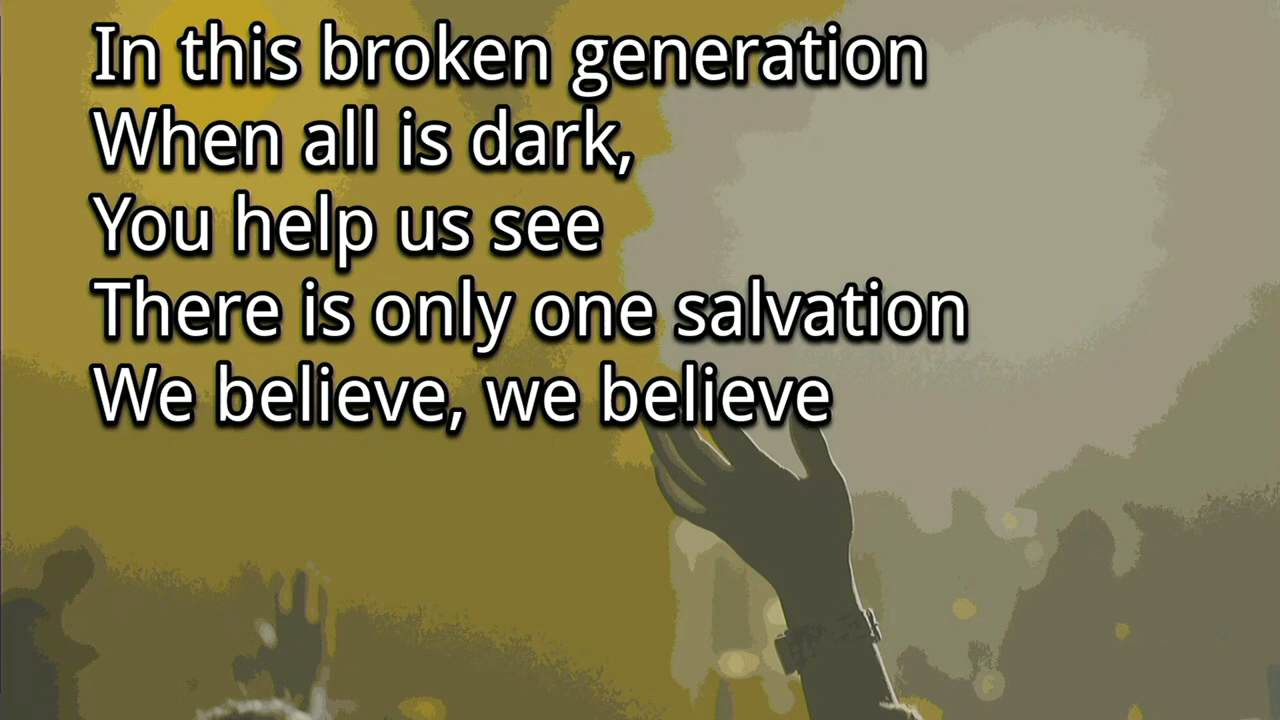 In this broken generation
When all is dark,
You help us see
There is only one salvation
We believe, we believe